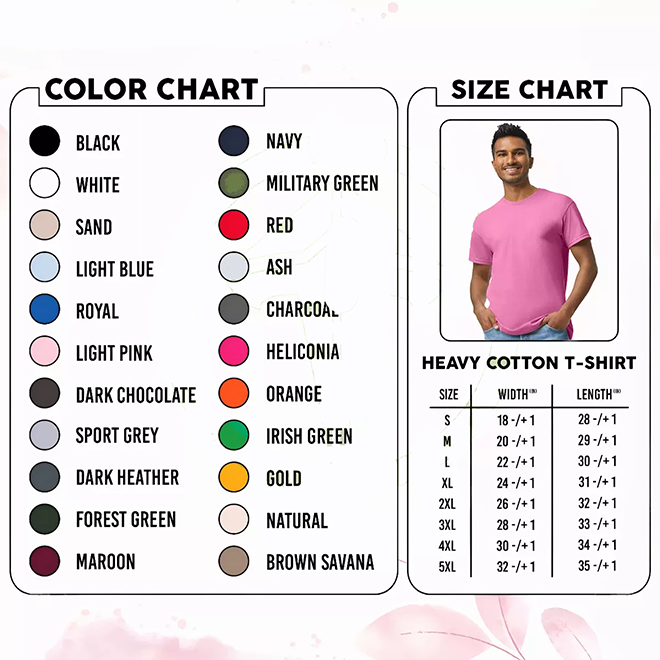 COLOR CHART
BLACK
WHITE
SAND
LIGHT BLUE
ROYAL
LIGHT PINK
DARK CHOCOLATE
SPORT GREY
DARK HEATHER
FOREST GREEN
MAROON
NAVY
MILITARY GREEN
RED
ASH
CHARCOAL
HELICONIA
ORANGE
IRISH GREEN
GOLD
NATURAL
BROWN SAVANA
SIZE CHART
HEAVY COTTON T-SHIRT
SIZE WIDTH LENGTH
S 18 -/+ 1 28 -/+ 1
M 20 -/+ 1 29 -/+ 1
L 22 -/+ 1 30 -/+ 1
XL 24 -/+ 1 31 -/+ 1
2XL 26 -/+ 1 32 -/+ 1
3XL 28 -/+ 1 33 -/+ 1
4XL 30 -/+ 1 34 -/+ 1
5XL 32 -/+ 1 35 -/+ 1